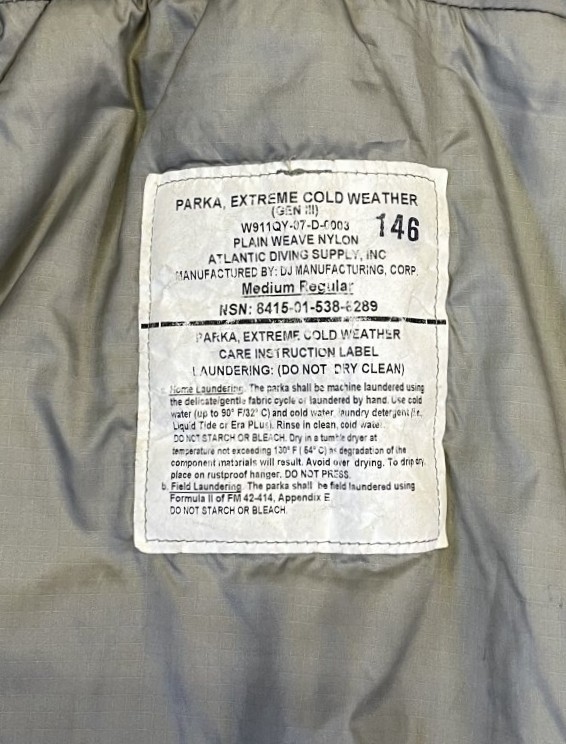 PARKA, EXTREME COLD WEATHER
(GEN III)
W911QY-07-D-0003
146
PLAIN WEAVE NYLON
ATLANTIC DIVING SUPPLY, INC
MANUFACTURED BY: DJ MANUFACTURING, CORP.
Medium Regular
NSN: 8415-01-538-6289
PARKA, EXTREME COLD WEATHER
CARE INSTRUCTION LABEL
LAUNDERING: (DO NOT DRY CLEAN)
a. Home Laundering. The parka shall be machine laundered using
the delicate/gentle fabric cycle or laundered by hand. Use cold
water (up to 90° F/32° C) and cold water laundry detergent (i.e.
Liquid Tide or Era Plus). Rinse in clean, cold water.
DO NOT STARCH OR BLEACH. Dry in a tumble dryer at
temperature not exceeding 130° F ( 54° C) as degradation of the
component materials will result. Avoid over drying. To drip dry,
place on rustproof hanger. DO NOT PRESS.
b. Field Laundering. The parka shall be field laundered using
Formula II of FM 42-414, Appendix E
DO NOT STARCH OR BLEACH.